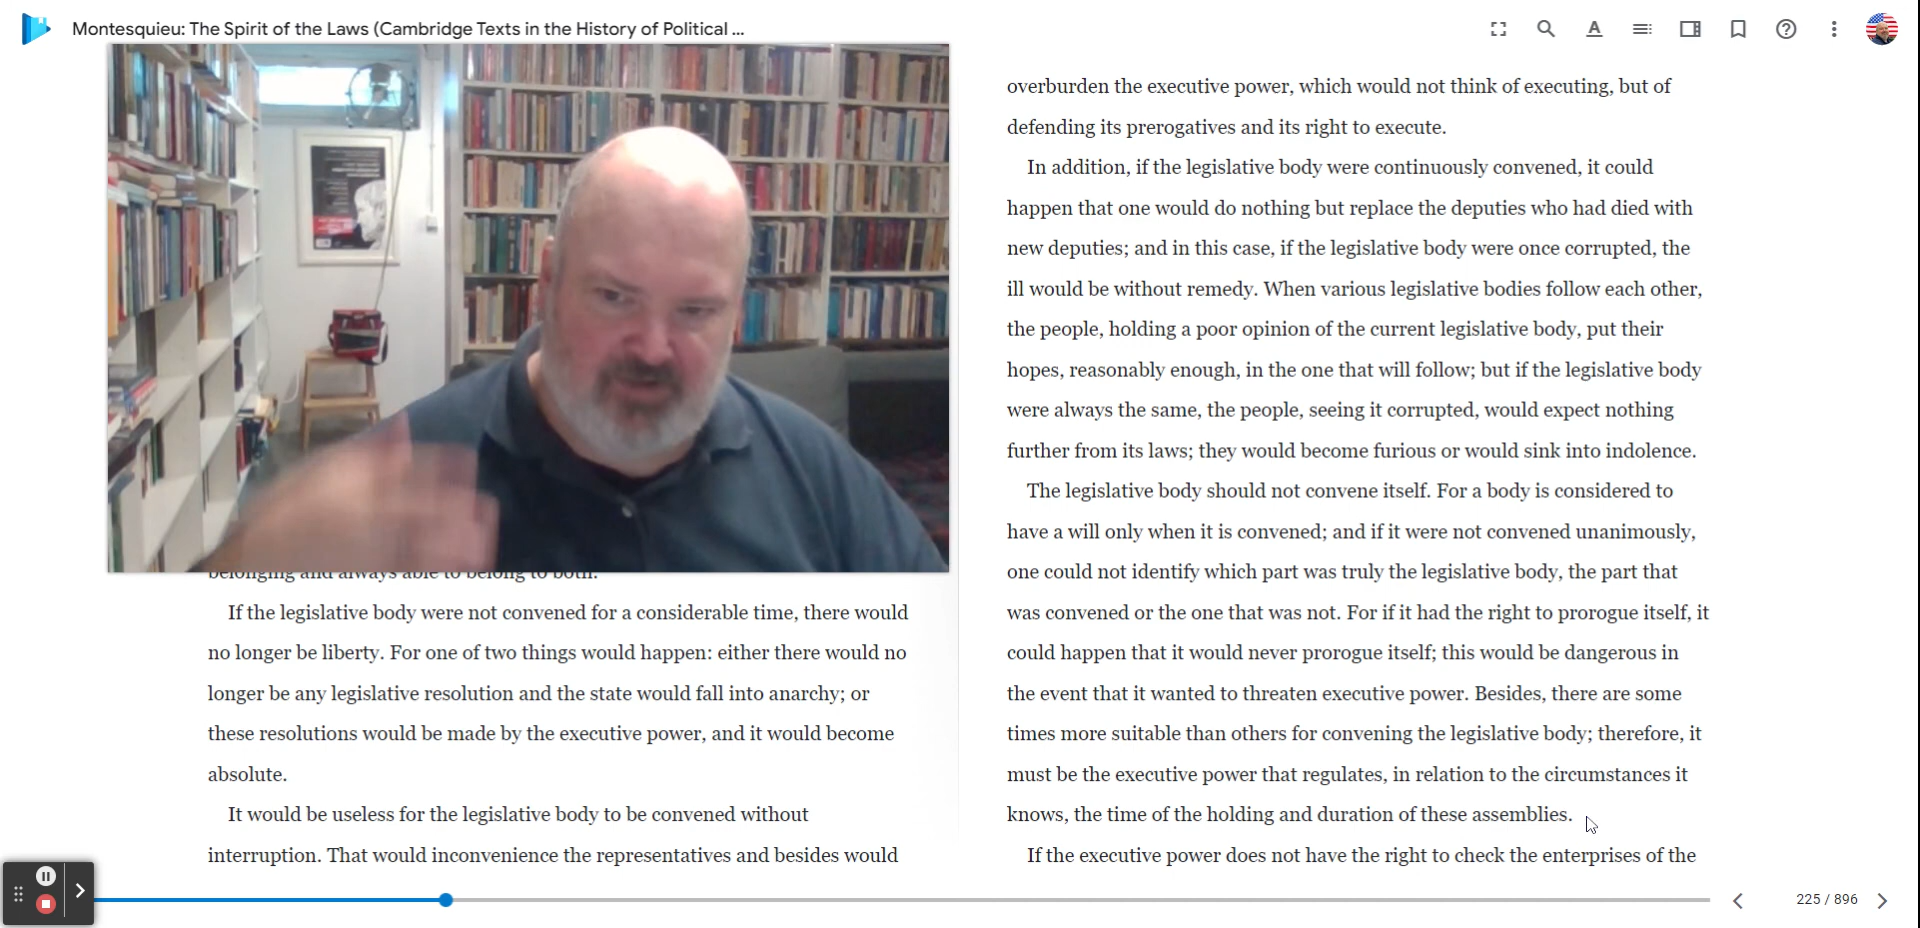 Montesquieu: The Spirit of the Laws (Cambridge Texts in the History of Political ...
belonging and always able to belong to both.
If the legislative body were not convened for a considerable time, there would
no longer be liberty. For one of two things would happen: either there would no
longer be any legislative resolution and the state would fall into anarchy; or
these resolutions would be made by the executive power, and it would become
absolute.
It would be useless for the legislative body to be convened without
interruption. That would inconvenience the representatives and besides would
overburden the executive power, which would not think of executing, but of
defending its prerogatives and its right to execute.
In addition, if the legislative body were continuously convened, it could
happen that one would do nothing but replace the deputies who had died with
new deputies; and in this case, if the legislative body were once corrupted, the
ill would be without remedy. When various legislative bodies follow each other,
the people, holding a poor opinion of the current legislative body, put their
hopes, reasonably enough, in the one that will follow; but if the legislative body
were always the same, the people, seeing it corrupted, would expect nothing
further from its laws; they would become furious or would sink into indolence.
The legislative body should not convene itself. For a body is considered to
have a will only when it is convened; and if it were not convened unanimously,
one could not identify which part was truly the legislative body, the part that
was convened or the one that was not. For if it had the right to prorogue itself, it
could happen that it would never prorogue itself; this would be dangerous in
the event that it wanted to threaten executive power. Besides, there are some
times more suitable than others for convening the legislative body; therefore, it
must be the executive power that regulates, in relation to the circumstances it
knows, the time of the holding and duration of these assemblies.
If the executive power does not have the right to check the enterprises of the
225 / 896